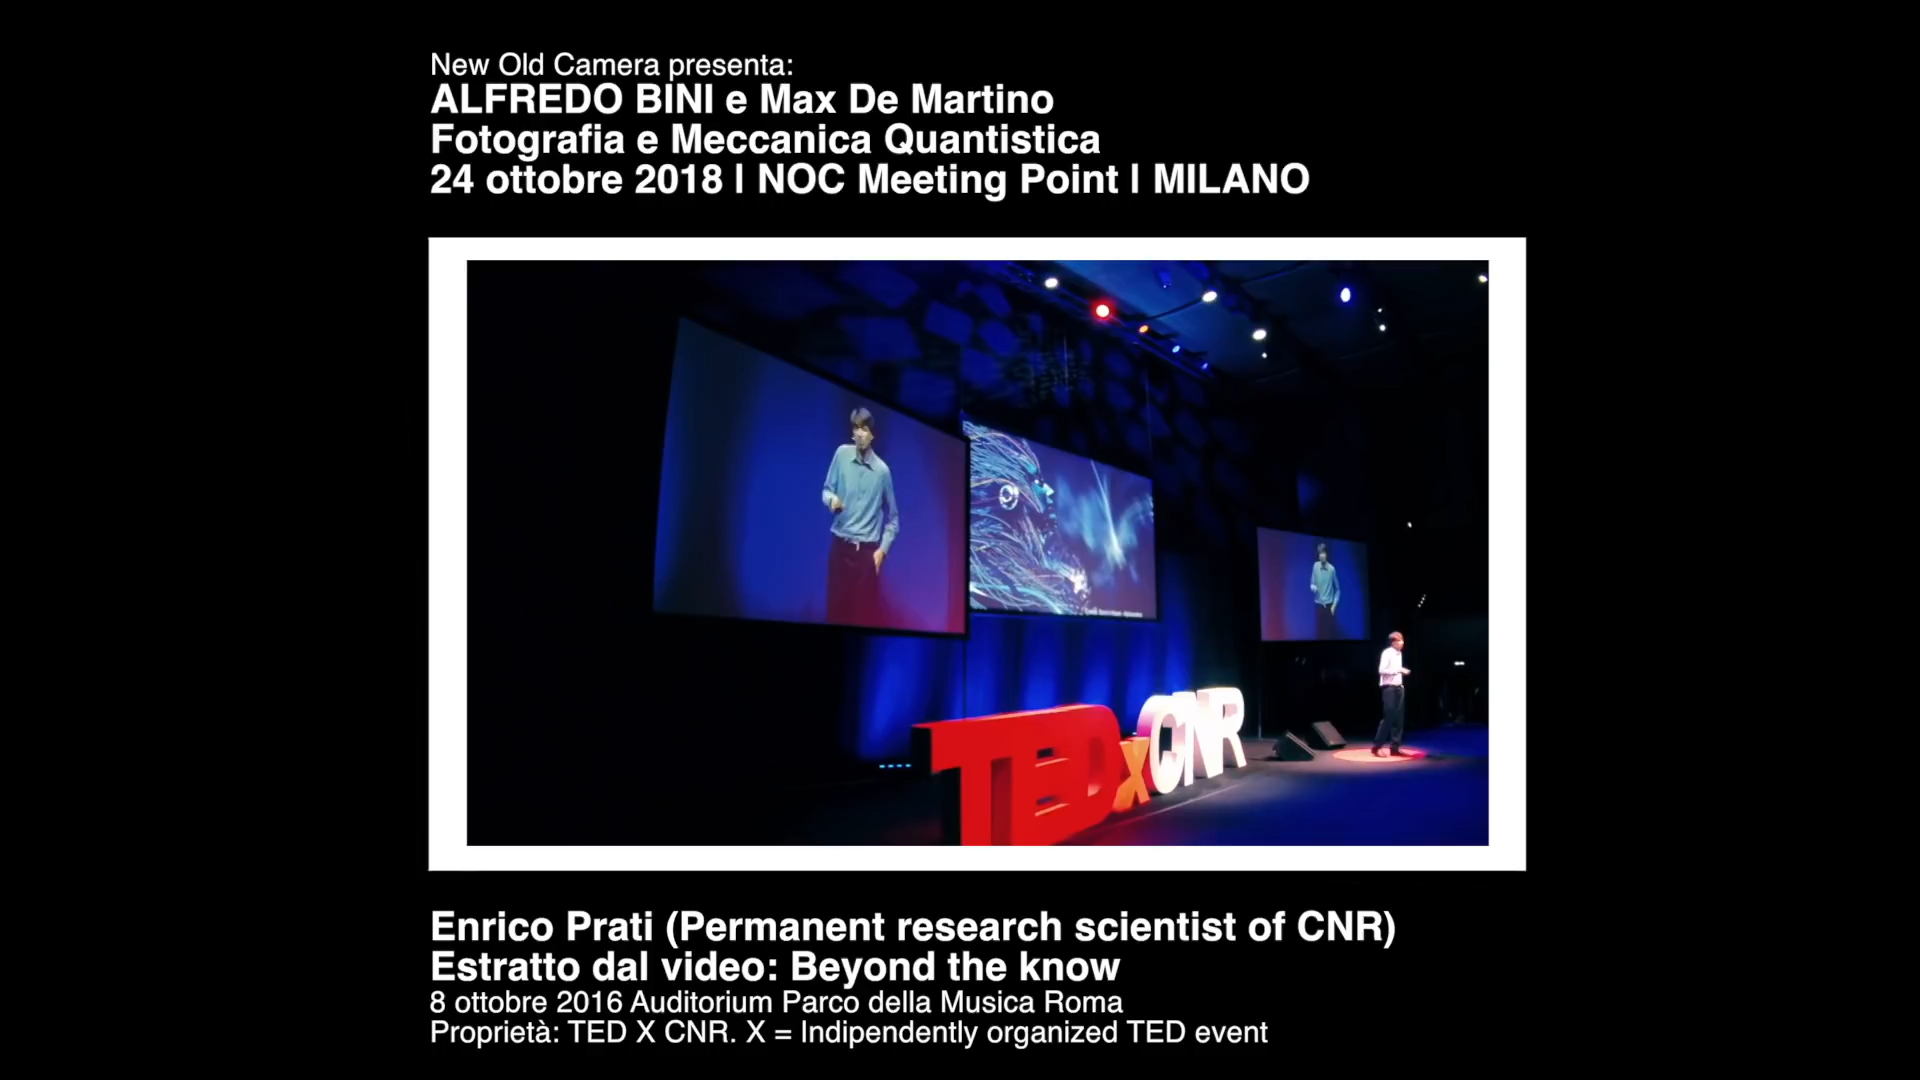 New Old Camera presenta:
ALFREDO BINI e Max De Martino
Fotografia e Meccanica Quantistica
24 ottobre 2018 | NOC Meeting Point | MILANO
TEDxCNR
Enrico Prati (Permanent research scientist of CNR)
Estratto dal video: Beyond the know
8 ottobre 2016 Auditorium Parco della Musica Roma
Proprietà: TED X CNR. X = Indipendently organized TED event